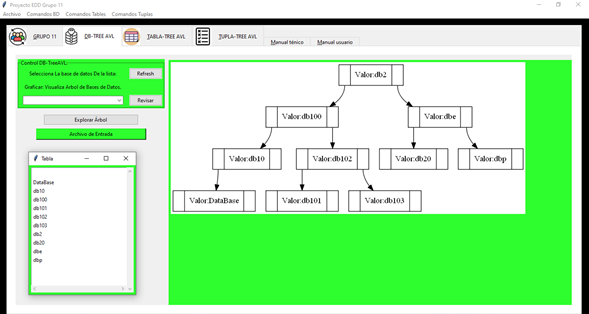 Proyecto EDD Grupo 11
Archivo Comandos BD Comandos Tables Comandos Tuplas
GRUPO 11 DB-TREE AVL TABLA-TREE AVL TUPLA-TREE AVL Manual ténico Manual usuario
Control DB-TreeAVL:
Selecciona La base de datos De la lista:
Refresh
Graficar. Visualiza Arbol de Bases de Datos.
Revisar
Explorar Árbol
Archivo de Entrada
Tabla
DataBase
db10
db100
db101
db102
db103
db2
db20
dbe
dbp
Valor:db2
Valor:db100 Valor:dbe
Valor:db10 Valor:db102 Valor:db20 Valor:dbp
Valor:DataBase Valor:db101 Valor:db103